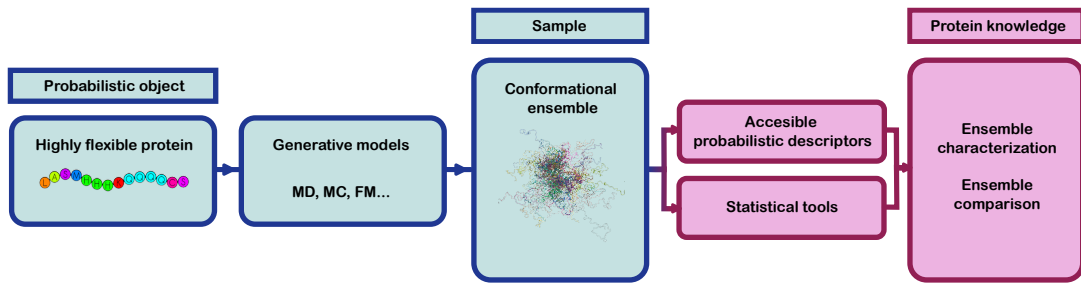 Probabilistic object
Highly flexible protein
Generative models
MD, MC, FM...
Sample
Conformational
ensemble
Accesible
probabilistic descriptors
Statistical tools
Protein knowledge
Ensemble
characterization
Ensemble
comparison